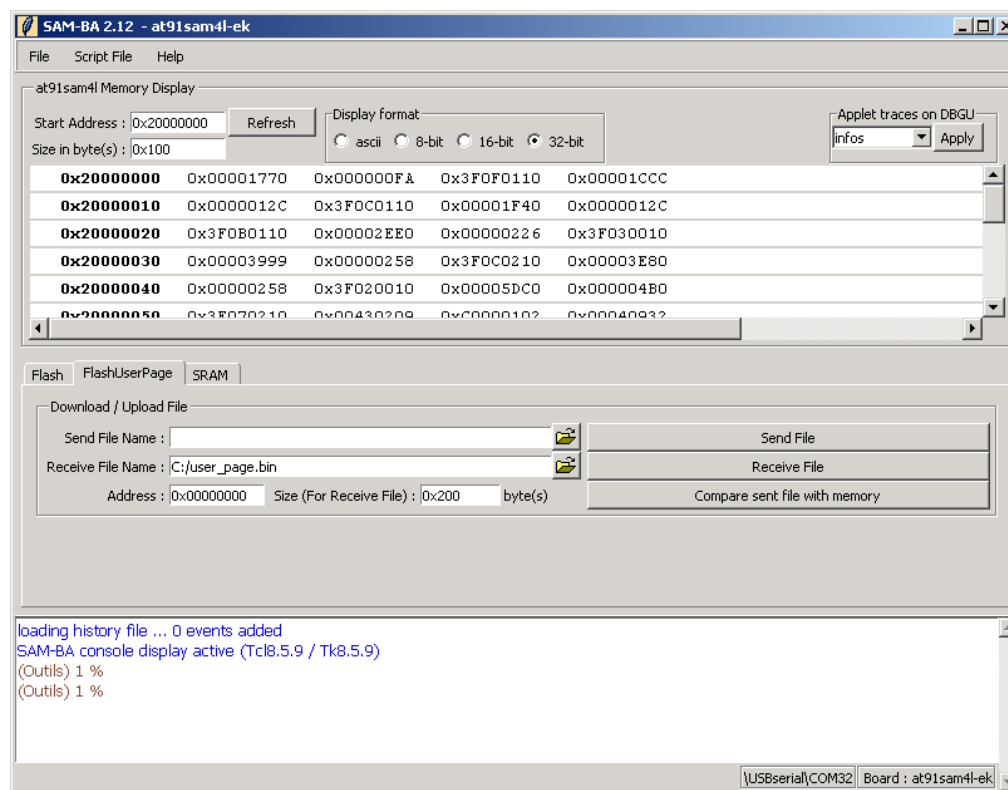 SAM-BA 2.12 - at91sam4l-ek
File Script File Help
at91sam4l Memory Display
Start Address : 0x20000000 Refresh
Size in byte(s) : 0x100
Display format
ascii 8-bit 16-bit 32-bit
Applet traces on DBGU
infos Apply
0x20000000 0x00001770 0x000000FA 0x3F0F0110 0x00001CCC
0x20000010 0x0000012C 0x3F0C0110 0x00001F40 0x0000012C
0x20000020 0x3F0B0110 0x00002EE0 0x00000226 0x3F030010
0x20000030 0x00003999 0x00000258 0x3F0C0210 0x00003E80
0x20000040 0x00000258 0x3F020010 0x00005DC0 0x000004B0
0x20000050 0x3F070210 0x00430209 0xC0000102 0x00040932
Flash FlashUserPage SRAM
Download / Upload File
Send File Name : Send File
Receive File Name : C:/user_page.bin Receive File
Address : 0x00000000 Size (For Receive File) : 0x200 byte(s) Compare sent file with memory
loading history file ... 0 events added
SAM-BA console display active (Tcl8.5.9 / Tk8.5.9)
(Outils) 1 %
(Outils) 1 %
\USBserial\COM32 Board : at91sam4l-ek